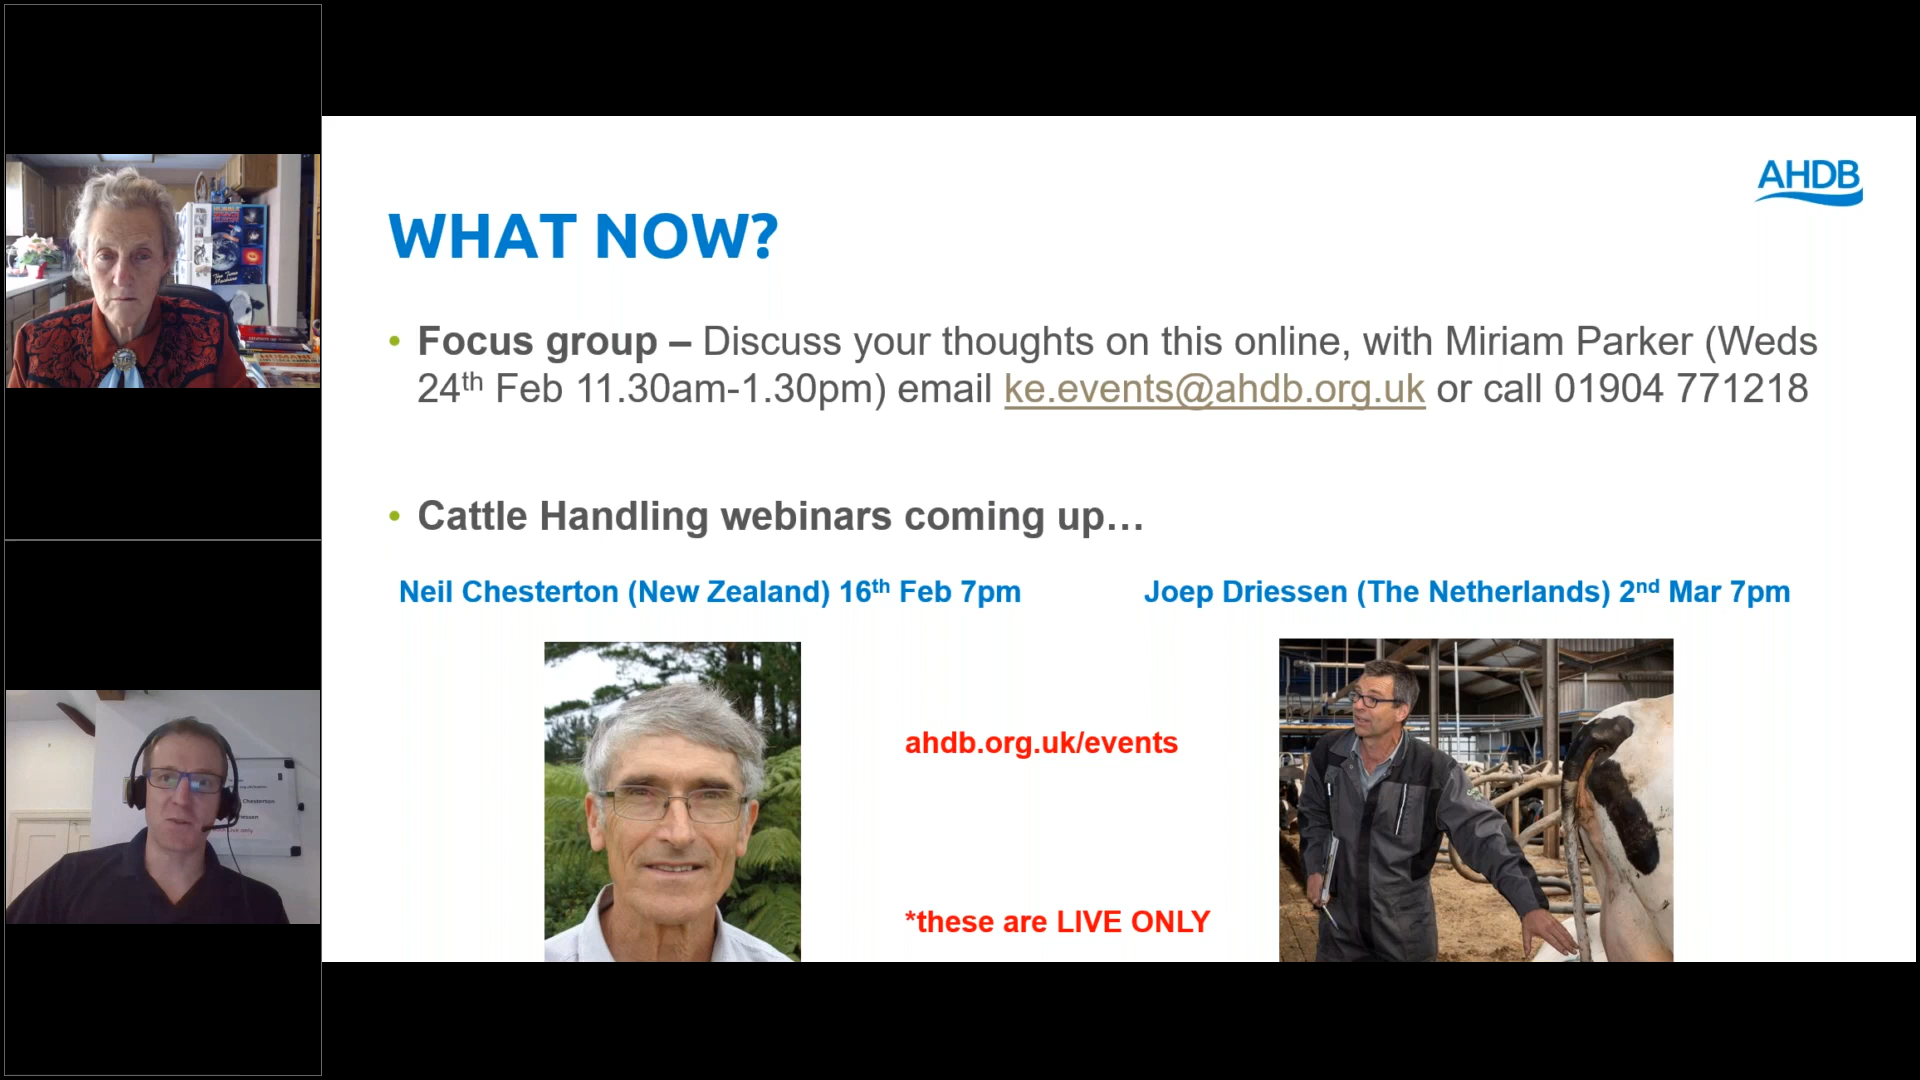 AHDB
WHAT NOW?
• Focus group – Discuss your thoughts on this online, with Miriam Parker (Weds
24th Feb 11.30am-1.30pm) email ke.events@ahdb.org.uk or call 01904 771218
• Cattle Handling webinars coming up…
Neil Chesterton (New Zealand) 16th Feb 7pm
Joep Driessen (The Netherlands) 2nd Mar 7pm
ahdb.org.uk/events
*these are LIVE ONLY
Chesterton